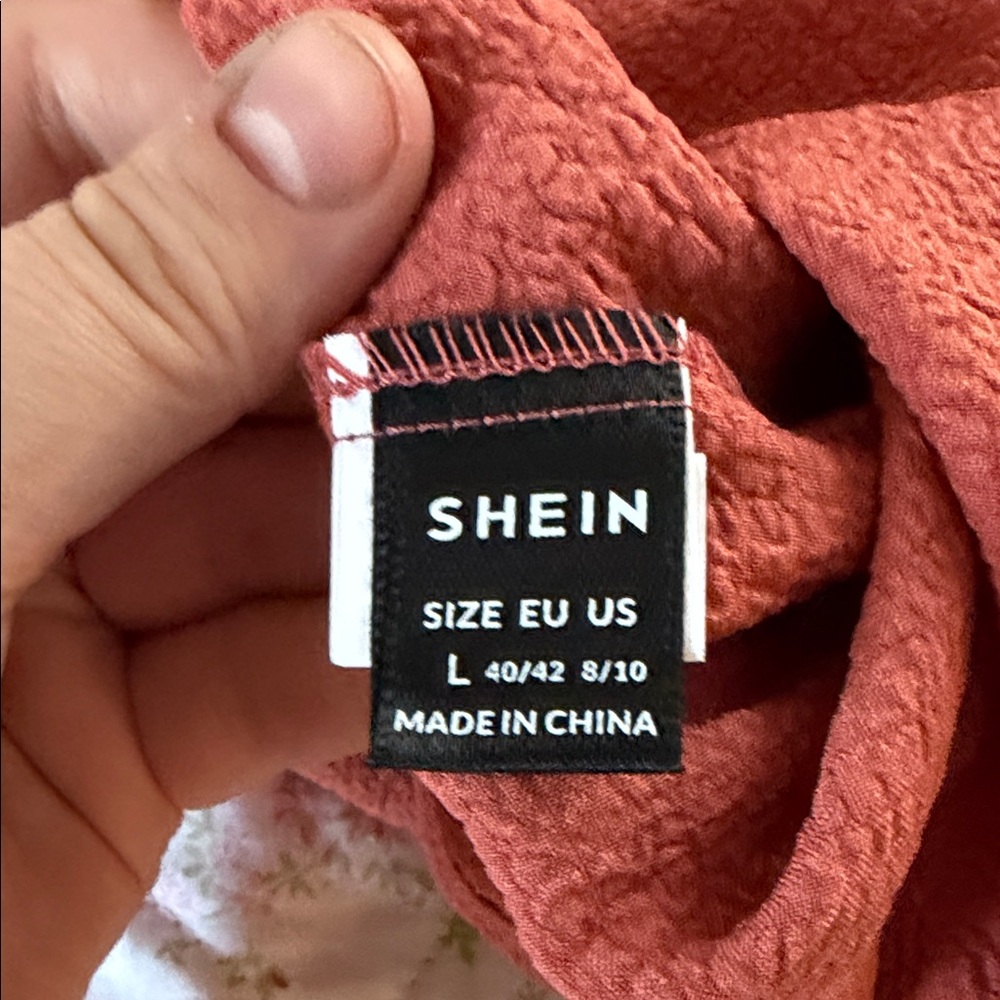 SHEIN
SIZE EU US
L 40/42 8/10
MADE IN CHINA